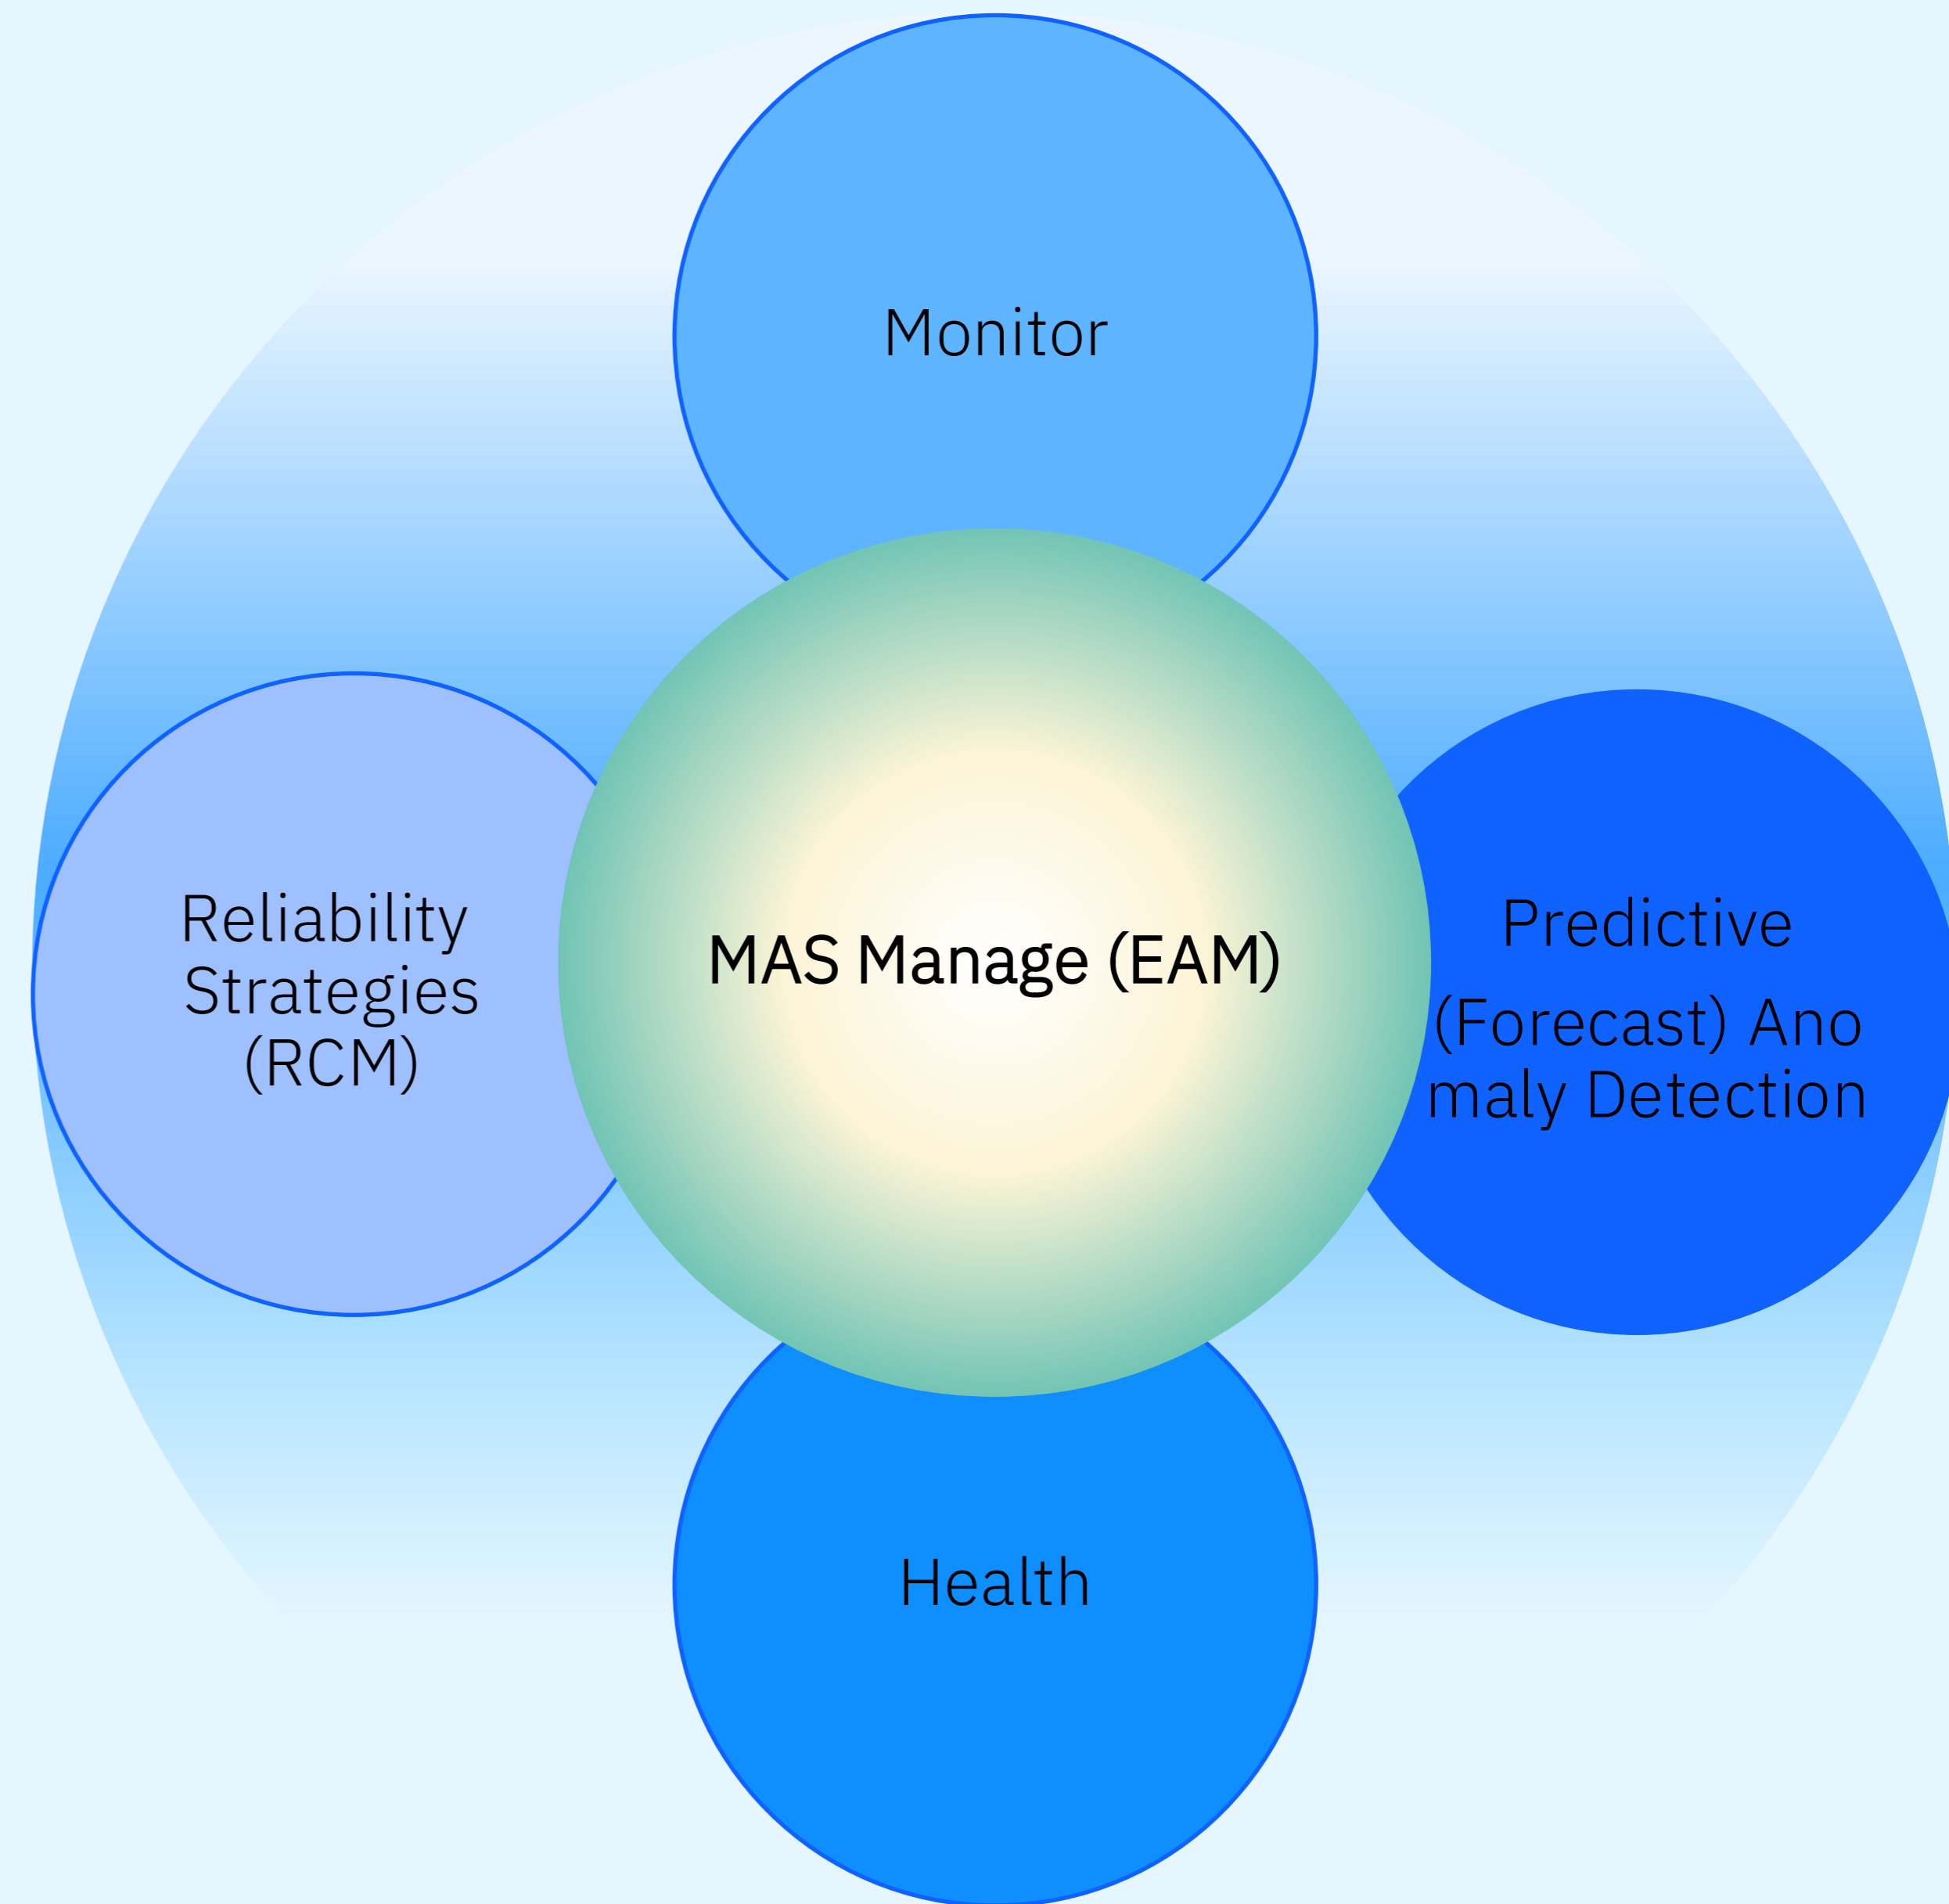 Monitor
Reliability
Strategies
(RCM)
MAS Manage (EAM)
Predictive
(Forecast) Ano
maly Detection
Health